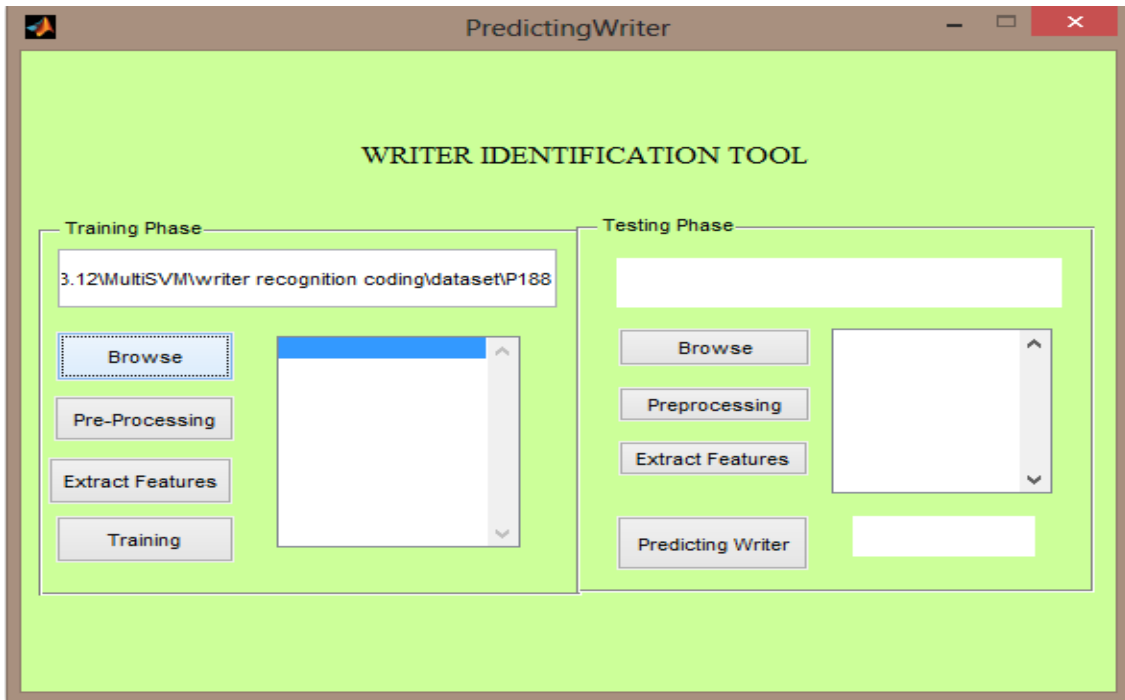 PredictingWriter
WRITER IDENTIFICATION TOOL
Training Phase
3.12\MultiSVM\writer recognition coding\dataset\P188
Browse
Pre-Processing
Extract Features
Training
Testing Phase
Browse
Preprocessing
Extract Features
Predicting Writer